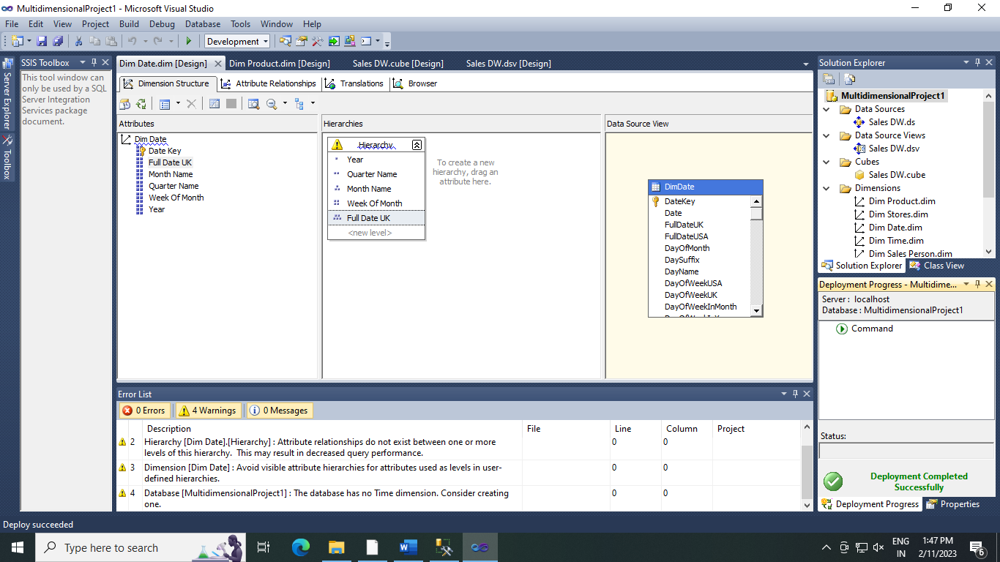 MultidimensionalProject1 - Microsoft Visual Studio
File Edit View Project Build Debug Database Tools Window Help
Development
Server Explorer
Toolbox
SSIS Toolbox
This tool window can
only be used by a SQL
Server Integration
Services package
document.
Dim Date.dim [Design] Dim Product.dim [Design] Sales DW.cube [Design] Sales DW.dsv [Design]
Dimension Structure Attribute Relationships Translations Browser
Attributes
Dim Date
Date Key
Full Date UK
Month Name
Quarter Name
Week Of Month
Year
Hierarchies
Hierarchy
Year
Quarter Name
Month Name
Week Of Month
Full Date UK
<new level>
To create a new
hierarchy, drag an
attribute here.
Data Source View
DimDate
DateKey
Date
FullDateUK
FullDateUSA
DayOfMonth
DaySuffix
DayName
DayOfWeekUSA
DayOfWeekUK
DayOfWeekInMonth
Error List
0 Errors 4 Warnings 0 Messages
Description File Line Column Project
2 Hierarchy [Dim Date].[Hierarchy] : Attribute relationships do not exist between one or more 0 0
levels of this hierarchy. This may result in decreased query performance.
3 Dimension [Dim Date] : Avoid visible attribute hierarchies for attributes used as levels in user- 0 0
defined hierarchies.
4 Database [MultidimensionalProject1] : The database has no Time dimension. Consider creating 0 0
one.
Solution Explorer
MultidimensionalProject1
Data Sources
Sales DW.ds
Data Source Views
Sales DW.dsv
Cubes
Sales DW.cube
Dimensions
Dim Product.dim
Dim Stores.dim
Dim Date.dim
Dim Time.dim
Dim Sales Person.dim
Solution Explorer Class View
Deployment Progress - Multidime...
Server : localhost
Database : MultidimensionalProject1
Command
Status:
Deployment Completed
Successfully
Deployment Progress Properties
Deploy succeeded
Type here to search
ENG
IN
1:47 PM
2/11/2023
6